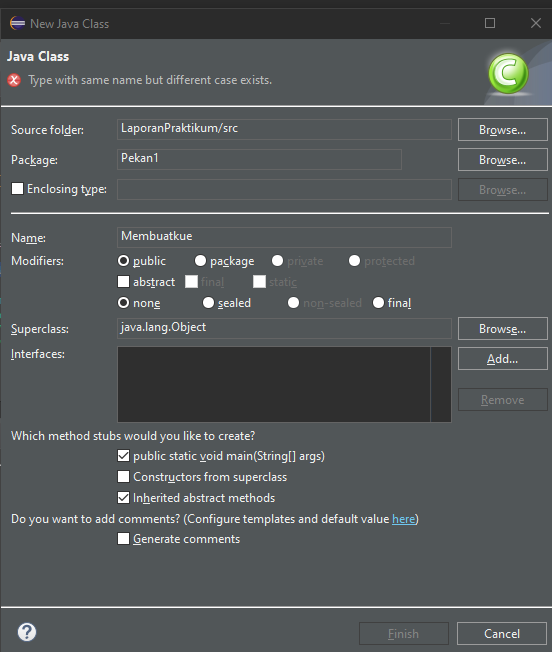 New Java Class
Java Class
Type with same name but different case exists.
C
Source folder: LaporanPraktikum/src Browse...
Package: Pekan1 Browse...
Enclosing type: Browse...
Name: Membuatkue
Modifiers: public package private protected
abstract final static
none sealed non-sealed final
Superclass: java.lang.Object Browse...
Interfaces: Add...
Remove
Which method stubs would you like to create?
public static void main(String[] args)
Constructors from superclass
Inherited abstract methods
Do you want to add comments? (Configure templates and default value here)
Generate comments
? Finish Cancel